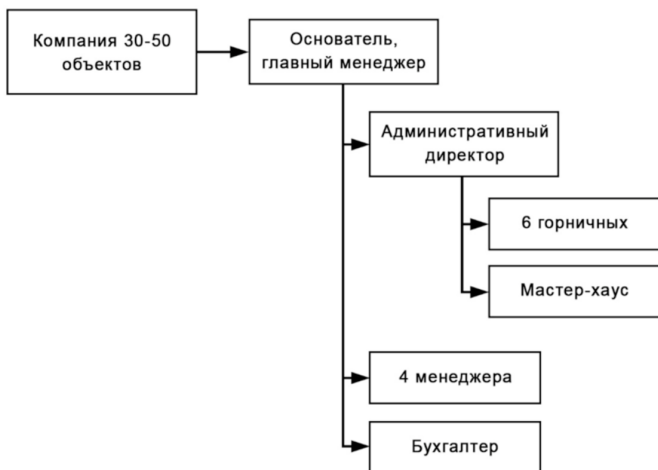 Компания 30-50
объектов
Основатель,
главный менеджер
Административный
директор
6 горничных
Мастер-хаус
4 менеджера
Бухгалтер